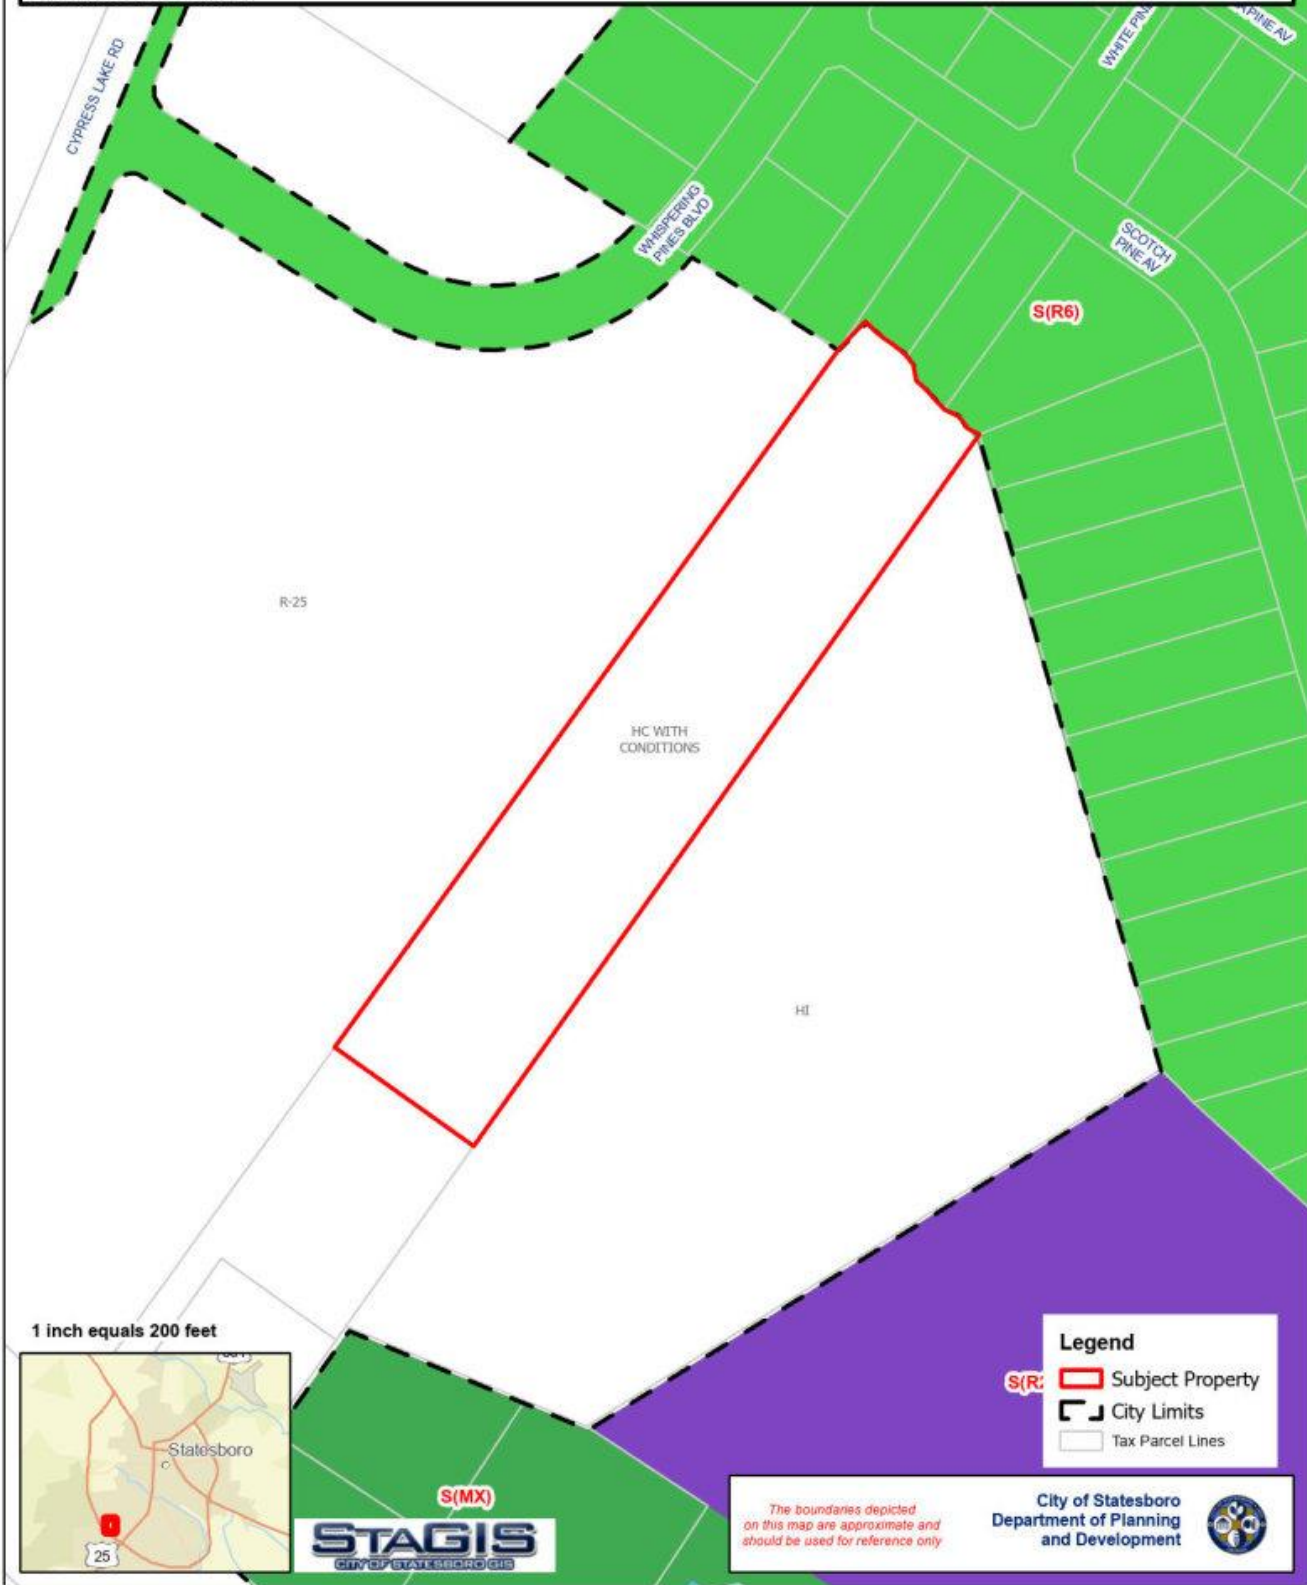 CYPRESS LAKE RD
WHITE PINE
PINE AV
WHISPERING
PINES BLVD
SCOTCH
PINE AV
S(R6)
R-25
HC WITH
CONDITIONS
HI
1 inch equals 200 feet
Statesboro
25
S(MX)
STAGIS
CITY OF STATESBORO GIS
S(R2
Legend
Subject Property
City Limits
Tax Parcel Lines
The boundaries depicted
on this map are approximate and
should be used for reference only
City of Statesboro
Department of Planning
and Development